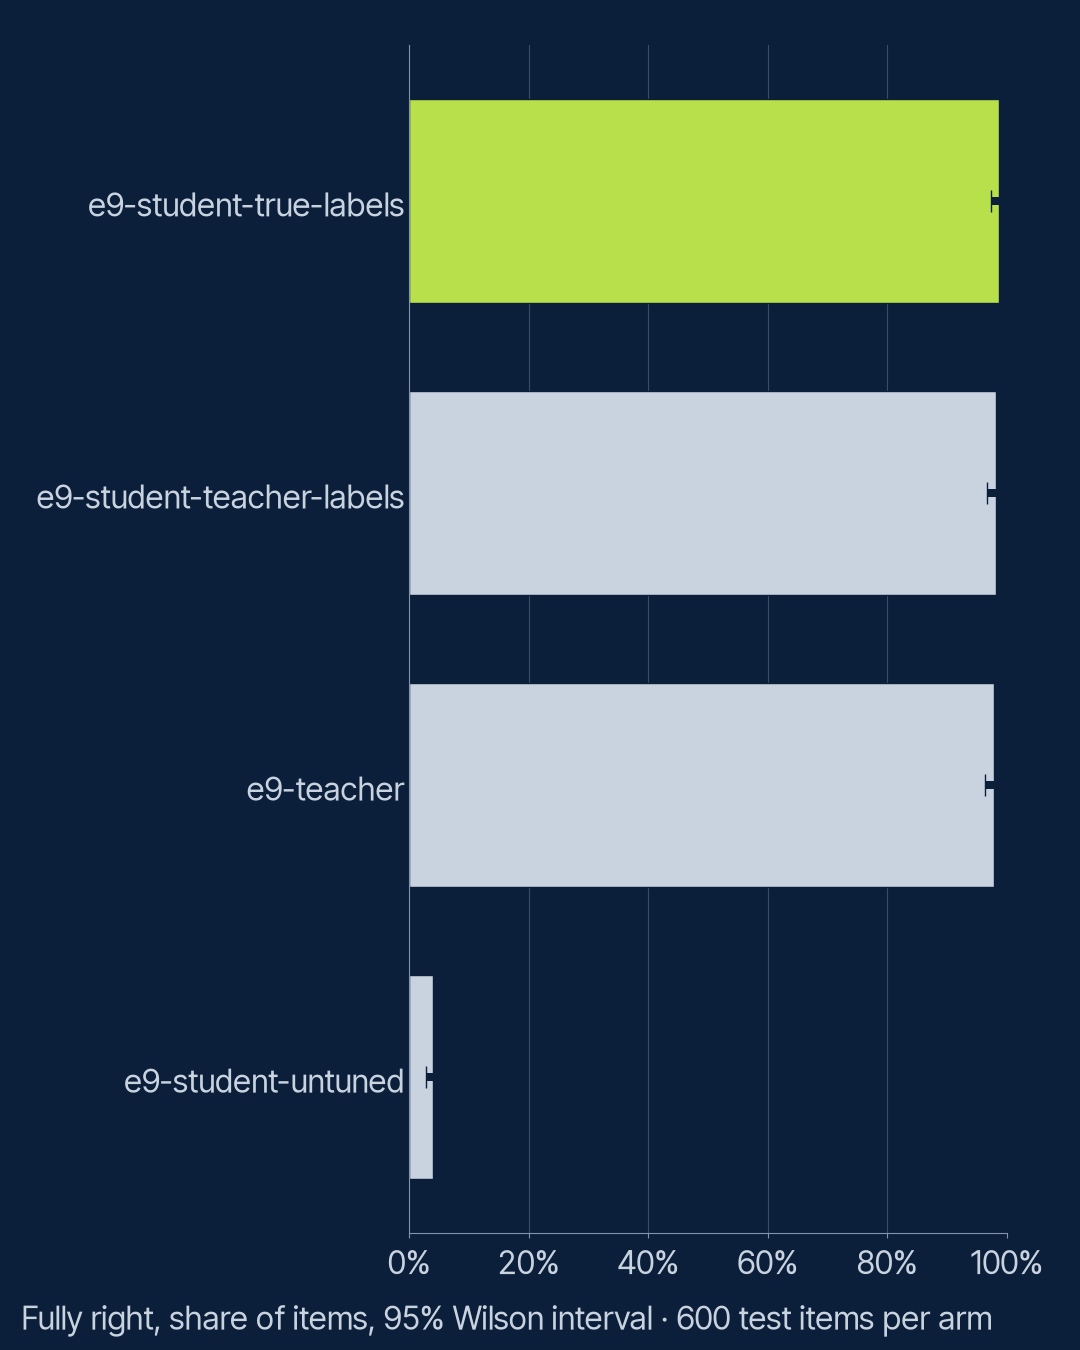 e9-student-true-labels
e9-student-teacher-labels
e9-teacher
e9-student-untuned
0% 20% 40% 60% 80% 100%
Fully right, share of items, 95% Wilson interval · 600 test items per arm